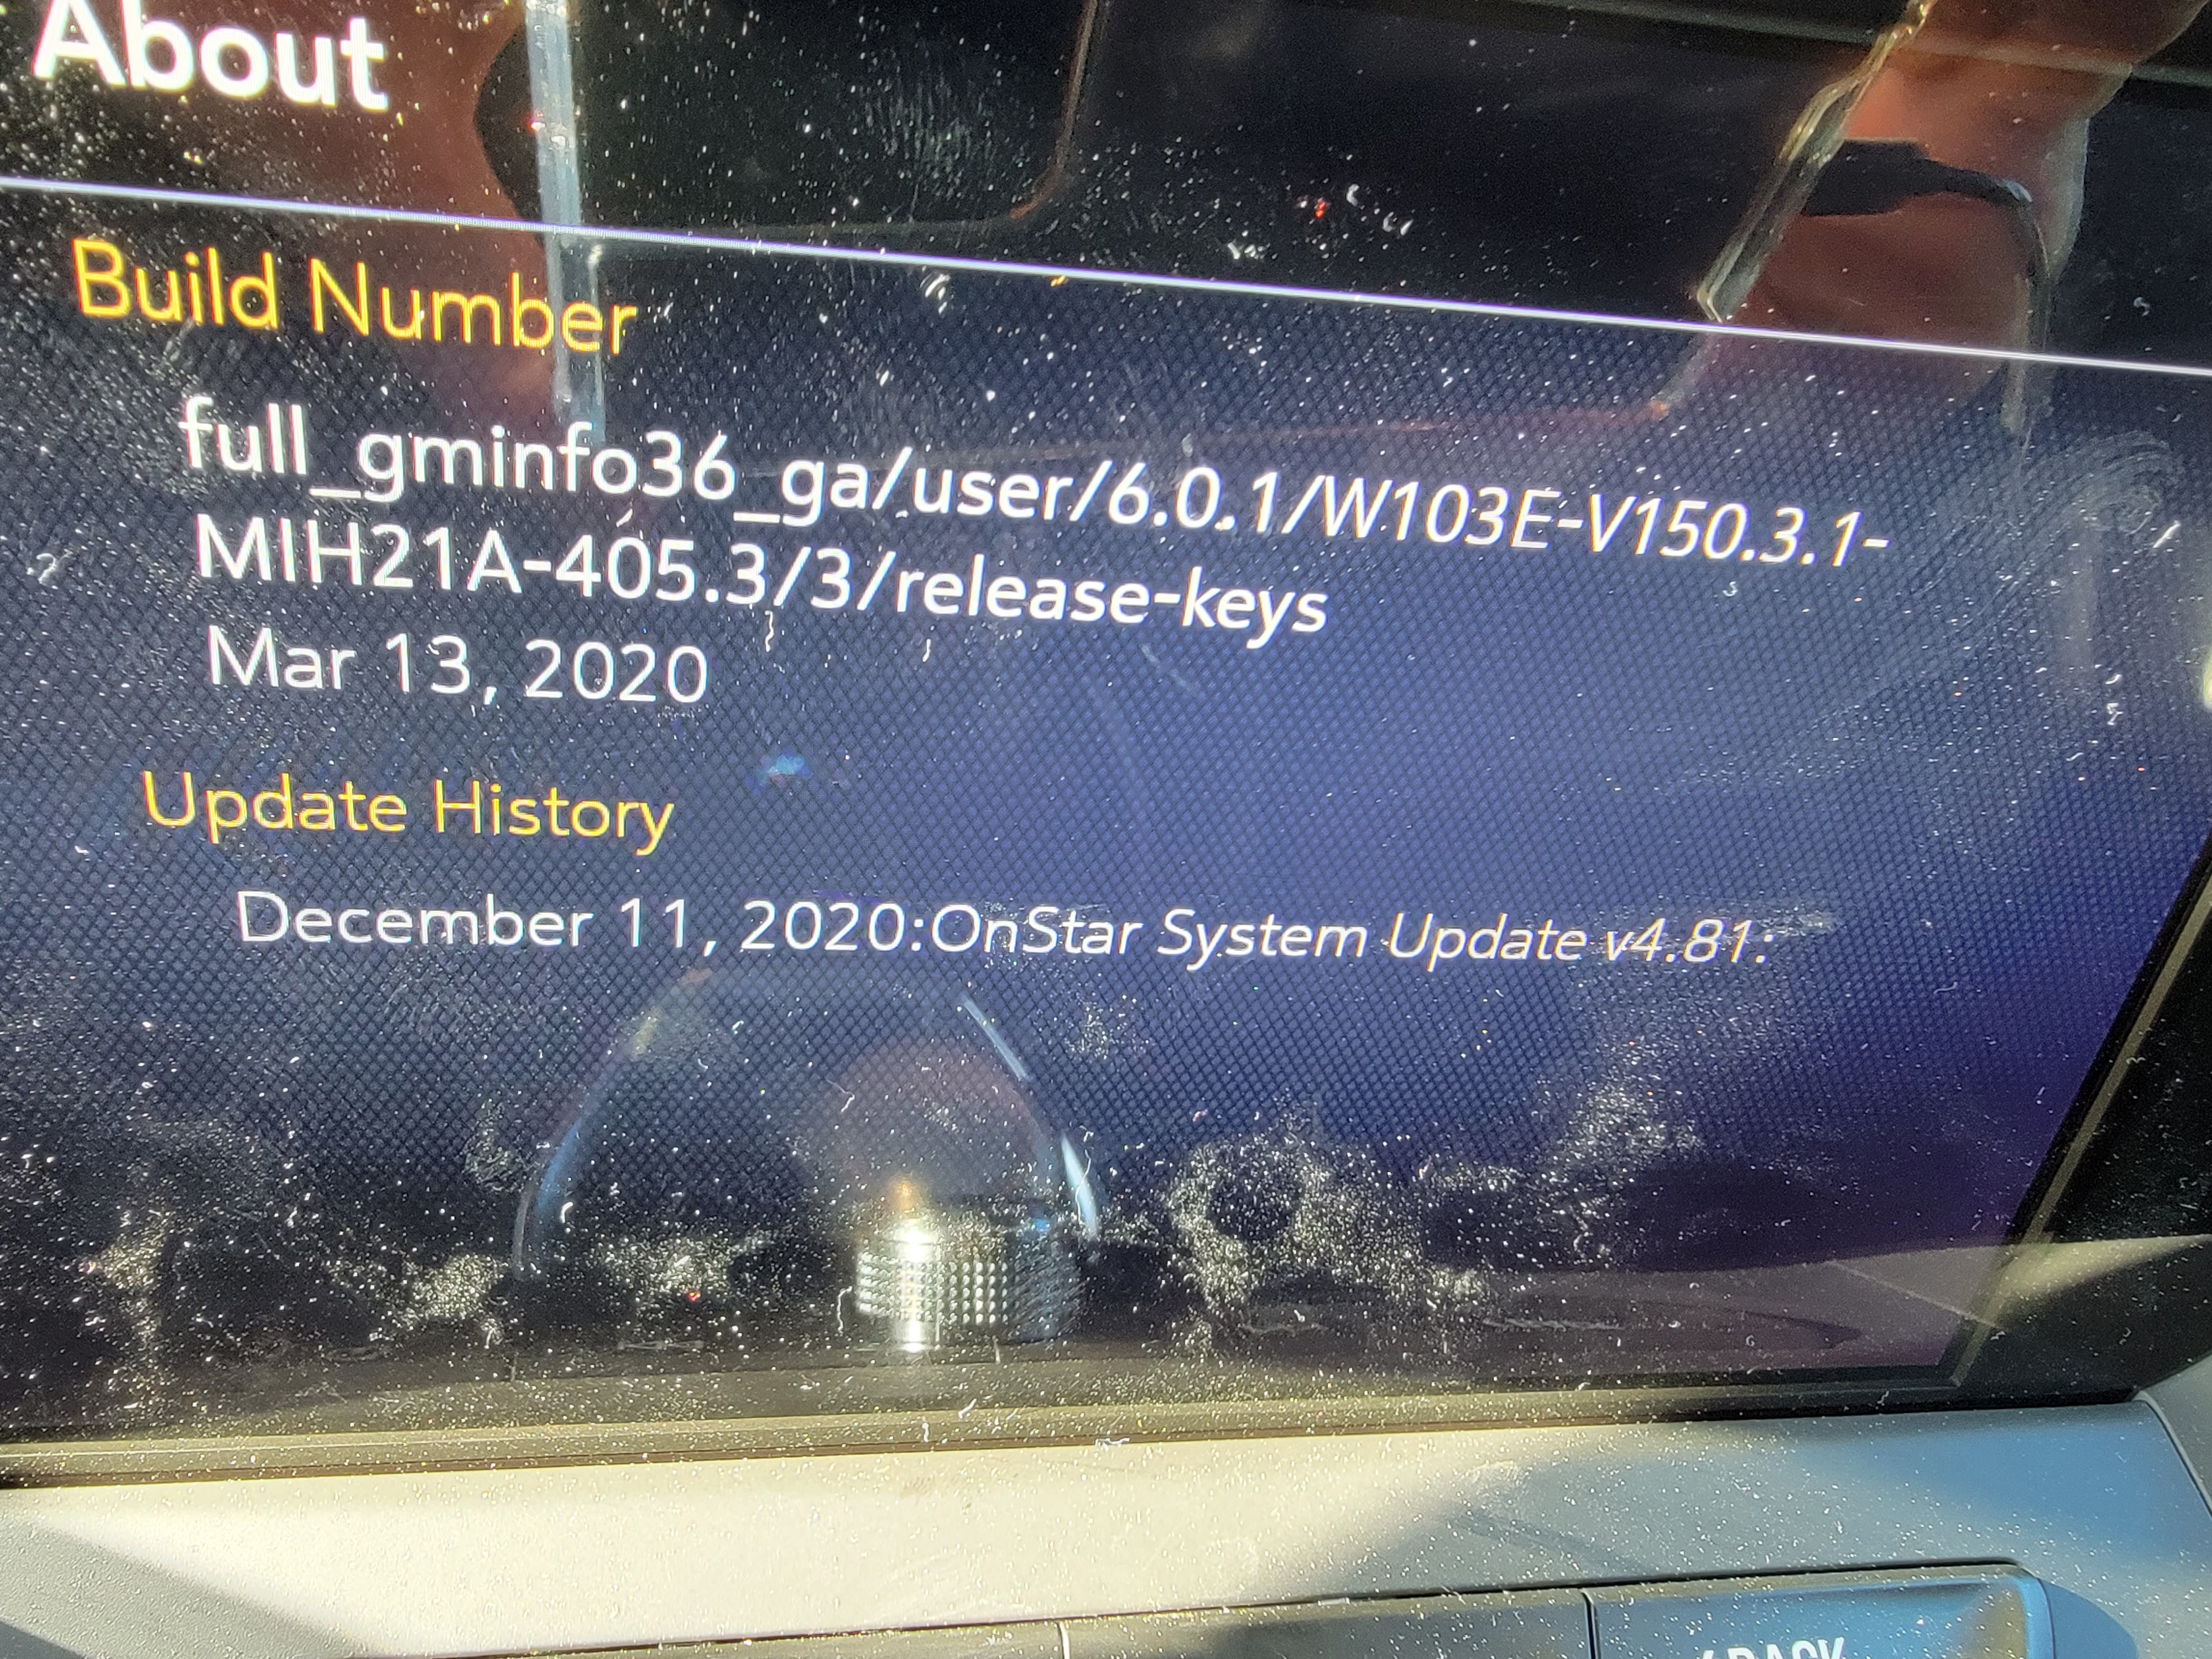 About
Build Number
full_gminfo36_ga/user/6.0.1/W103E-V150.3.1-
MIH21A-405.3/3/release-keys
Mar 13, 2020
Update History
December 11, 2020:OnStar System Update v4.81:
BACK